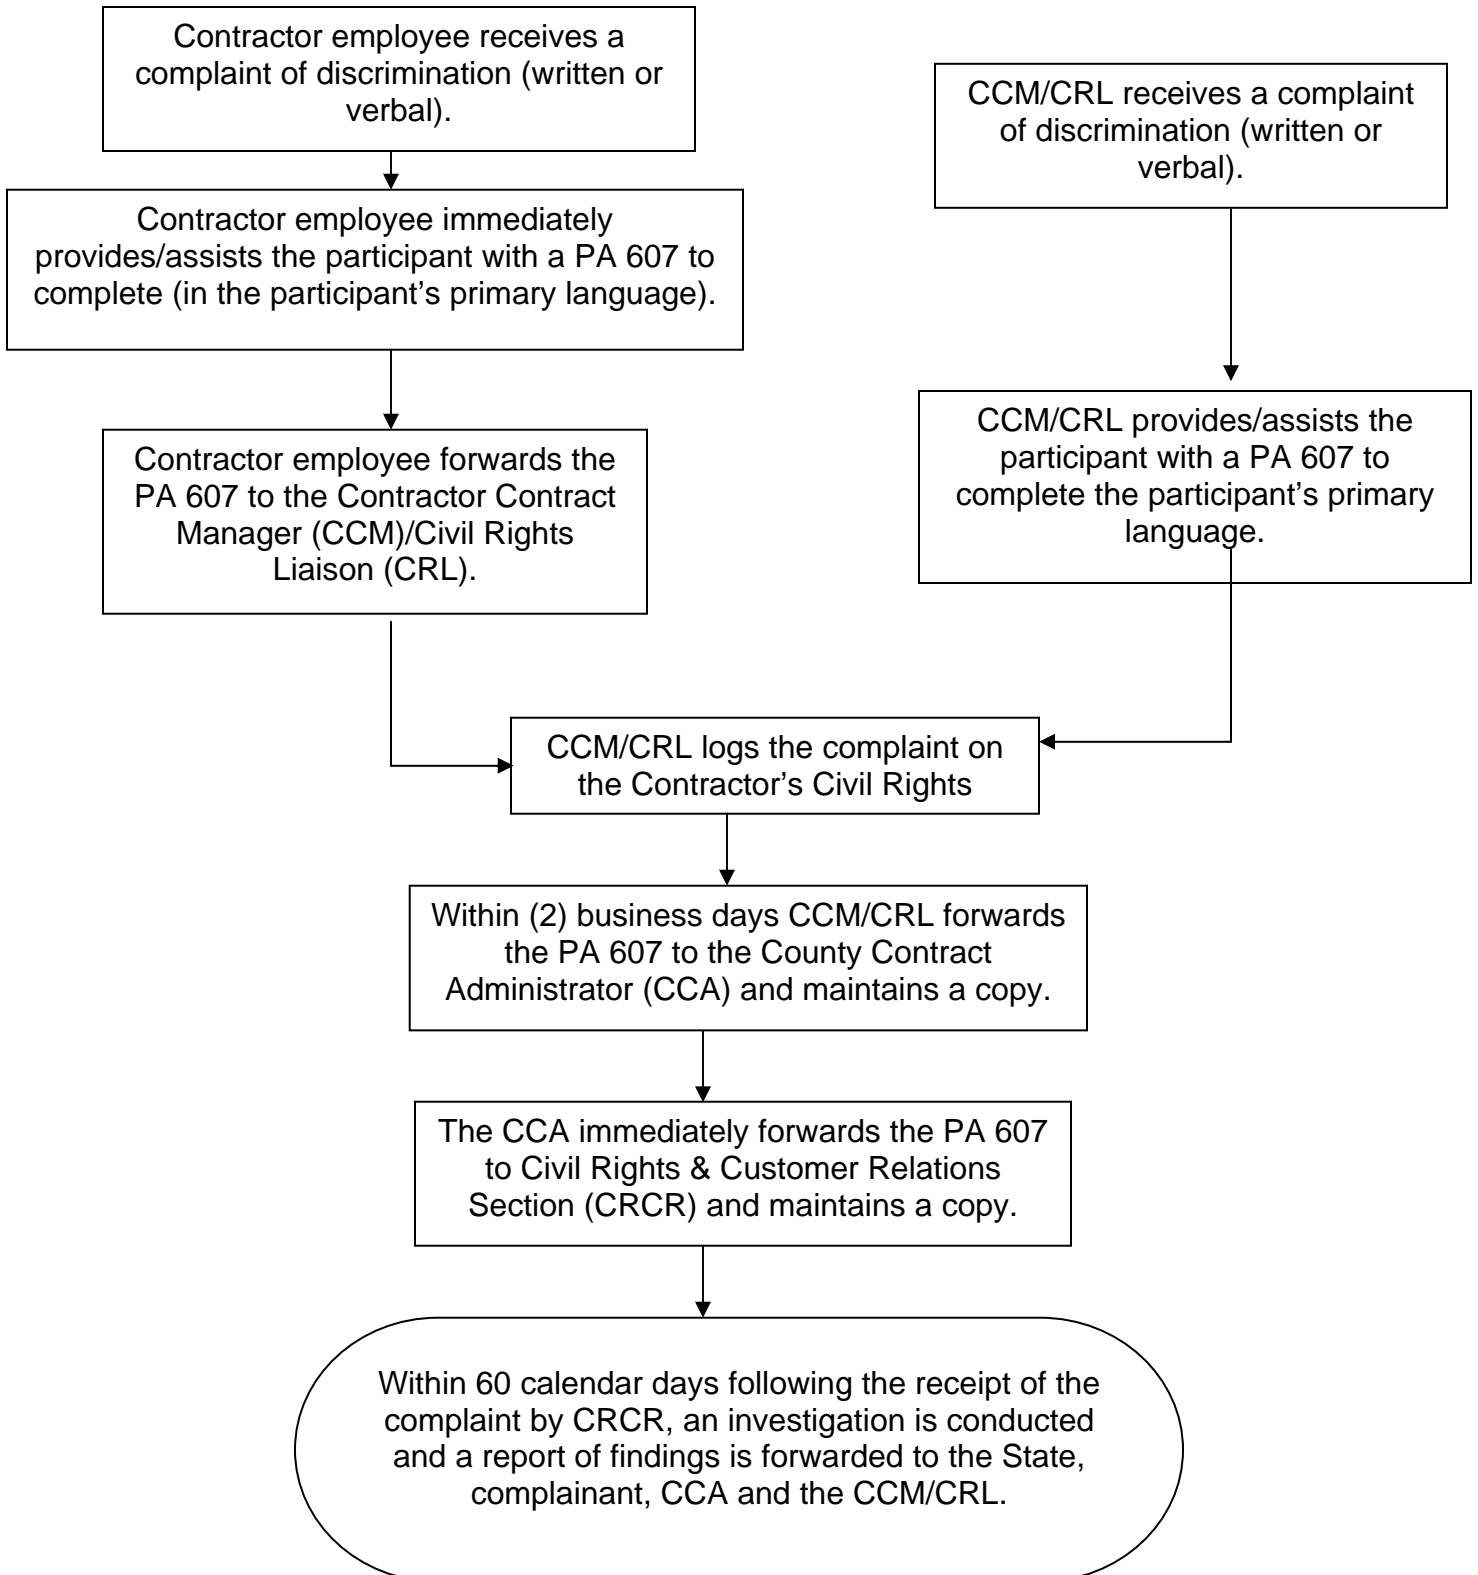 Contractor employee receives a
complaint of discrimination (written or
verbal).
CCM/CRL receives a complaint
of discrimination (written or
verbal).
Contractor employee immediately
provides/assists the participant with a PA 607 to
complete (in the participant’s primary language).
CCM/CRL provides/assists the
participant with a PA 607 to
complete the participant’s primary
language.
Contractor employee forwards the
PA 607 to the Contractor Contract
Manager (CCM)/Civil Rights
Liaison (CRL).
CCM/CRL logs the complaint on
the Contractor’s Civil Rights
Within (2) business days CCM/CRL forwards
the PA 607 to the County Contract
Administrator (CCA) and maintains a copy.
The CCA immediately forwards the PA 607
to Civil Rights & Customer Relations
Section (CRCR) and maintains a copy.
Within 60 calendar days following the receipt of the
complaint by CRCR, an investigation is conducted
and a report of findings is forwarded to the State,
complainant, CCA and the CCM/CRL.